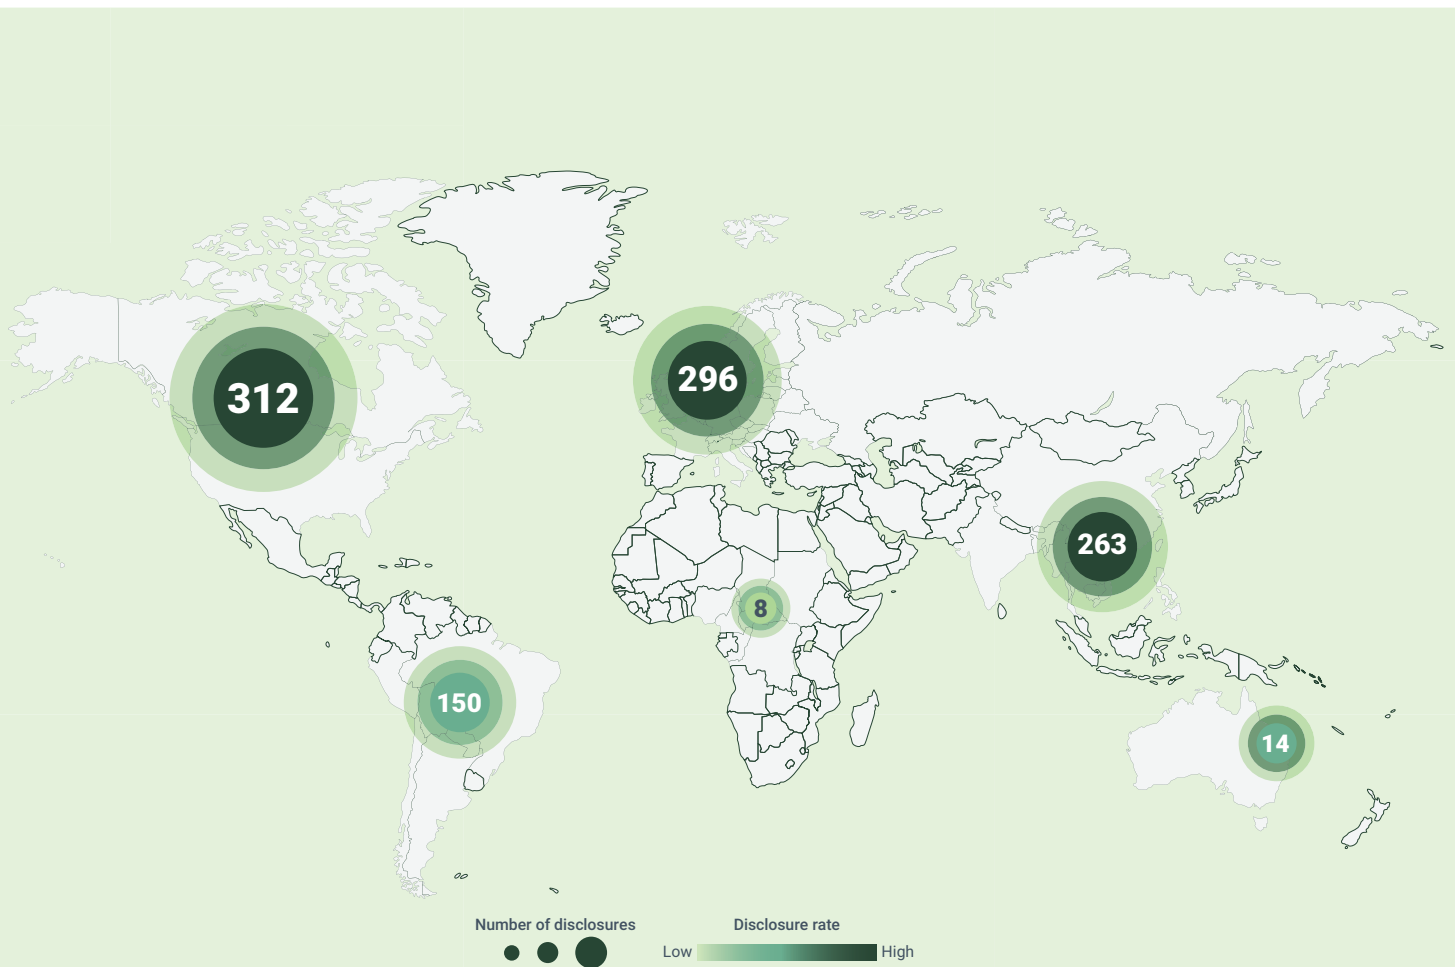 312
296
263
8
150
14
Number of disclosures
Disclosure rate
Low
High